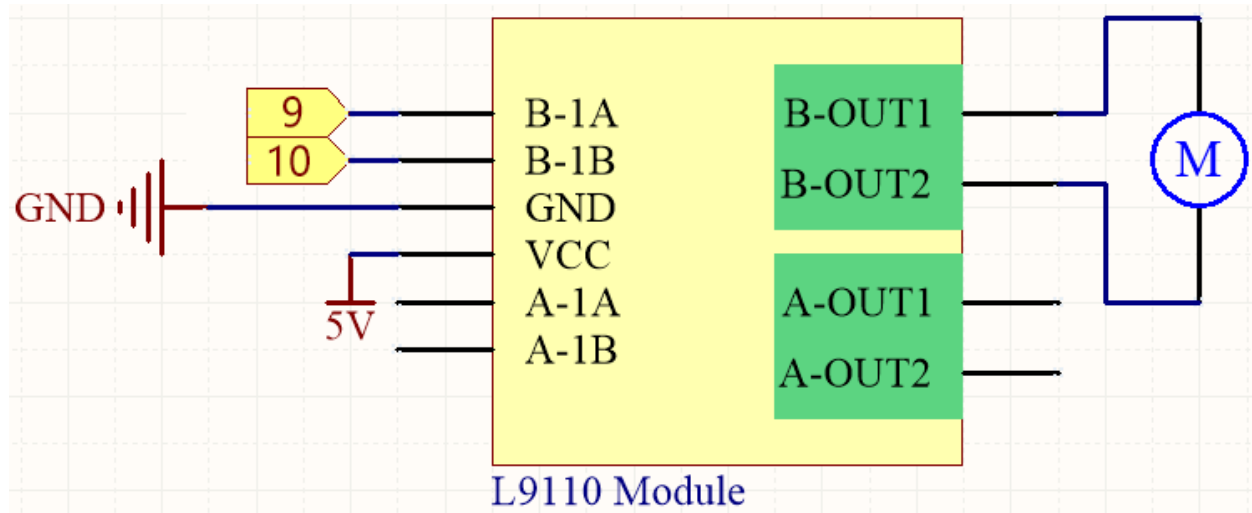 9
10
GND
5V
B-1A
B-1B
GND
VCC
A-1A
A-1B
B-OUT1
B-OUT2
A-OUT1
A-OUT2
M
L9110 Module